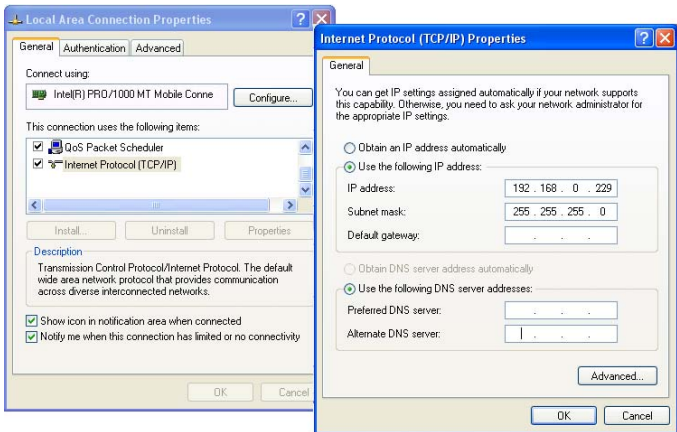 Local Area Connection Properties
General Authentication Advanced
Connect using:
Intel(R) PRO/1000 MT Mobile Conne
Configure...
This connection uses the following items:
QoS Packet Scheduler
Internet Protocol (TCP/IP)
Install... Uninstall Properties
Description
Transmission Control Protocol/Internet Protocol. The default
wide area network protocol that provides communication
across diverse interconnected networks.
Show icon in notification area when connected
Notify me when this connection has limited or no connectivity
OK Cancel
Internet Protocol (TCP/IP) Properties
General
You can get IP settings assigned automatically if your network supports
this capability. Otherwise, you need to ask your network administrator for
the appropriate IP settings.
Obtain an IP address automatically
Use the following IP address:
IP address: 192 . 168 . 0 . 229
Subnet mask: 255 . 255 . 255 . 0
Default gateway: . . .
Obtain DNS server address automatically
Use the following DNS server addresses:
Preferred DNS server: . . .
Alternate DNS server: . . .
Advanced...
OK Cancel